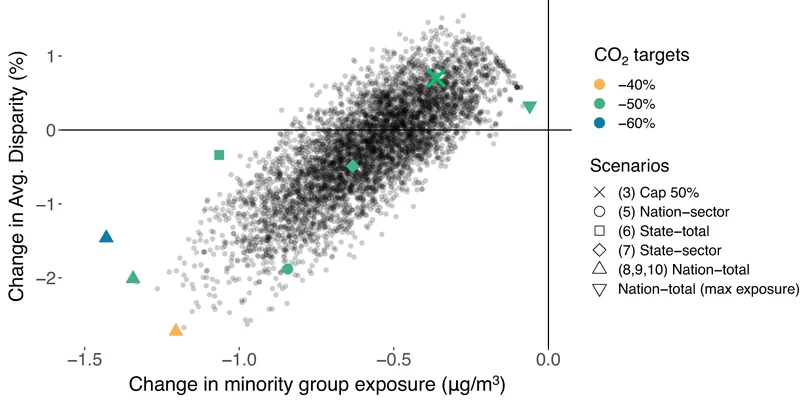 Change in Avg. Disparity (%)
1
0
−1
−2
−1.5
−1.0
−0.5
0.0
Change in minority group exposure (μg/m³)
CO₂ targets
−40%
−50%
−60%
Scenarios
(3) Cap 50%
(5) Nation−sector
(6) State−total
(7) State−sector
(8,9,10) Nation−total
Nation−total (max exposure)